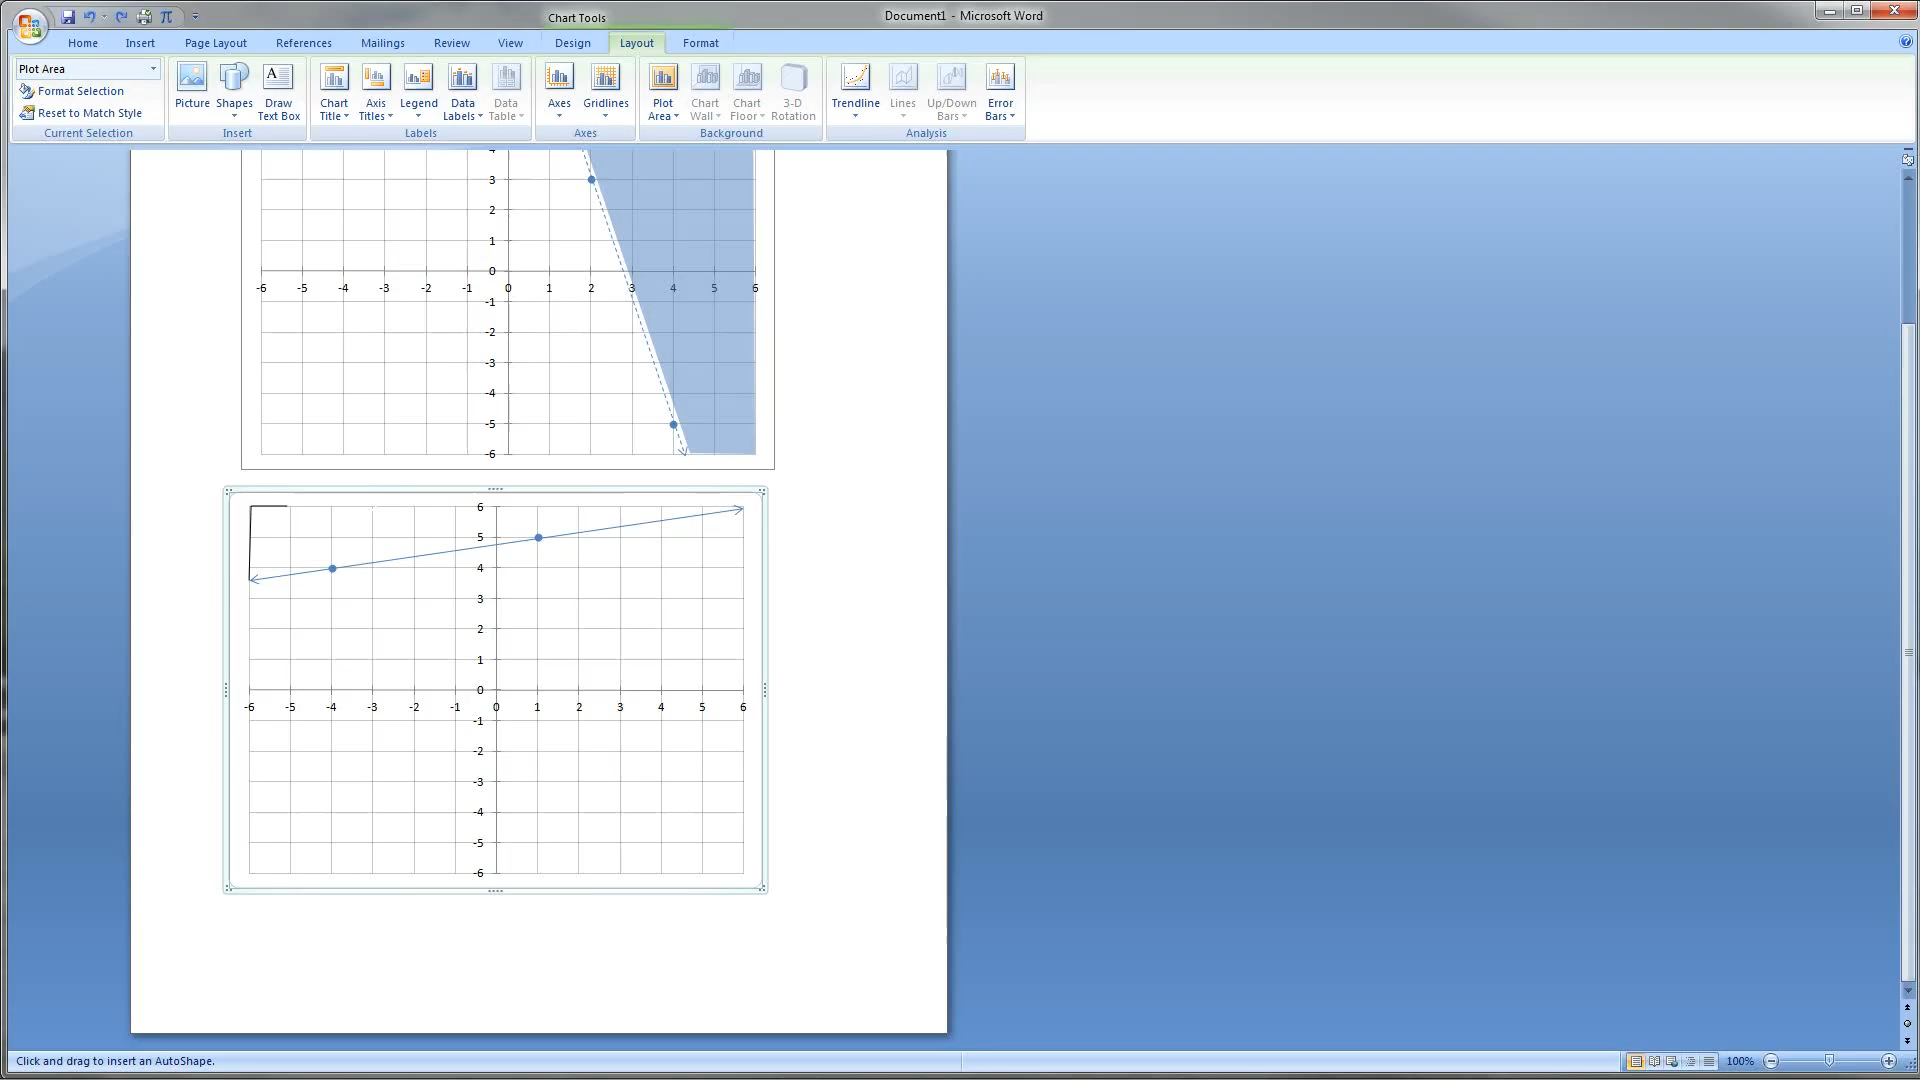 Chart Tools
Document1 - Microsoft Word
Home Insert Page Layout References Mailings Review View Design Layout Format
Plot Area
Format Selection
Reset to Match Style
Current Selection
Picture Shapes Draw Text Box
Insert
Chart Title Axis Titles Legend Data Labels Data Table
Labels
Axes Gridlines
Axes
Plot Area Chart Wall Chart Floor 3-D Rotation
Background
Trendline Lines Up/Down Bars Error Bars
Analysis
4
3
2
1
0
-6 -5 -4 -3 -2 -1 0 1 2 3 4 5 6
-1
-2
-3
-4
-5
-6
6
5
4
3
2
1
0
-6 -5 -4 -3 -2 -1 0 1 2 3 4 5 6
-1
-2
-3
-4
-5
-6
Click and drag to insert an AutoShape.
100%